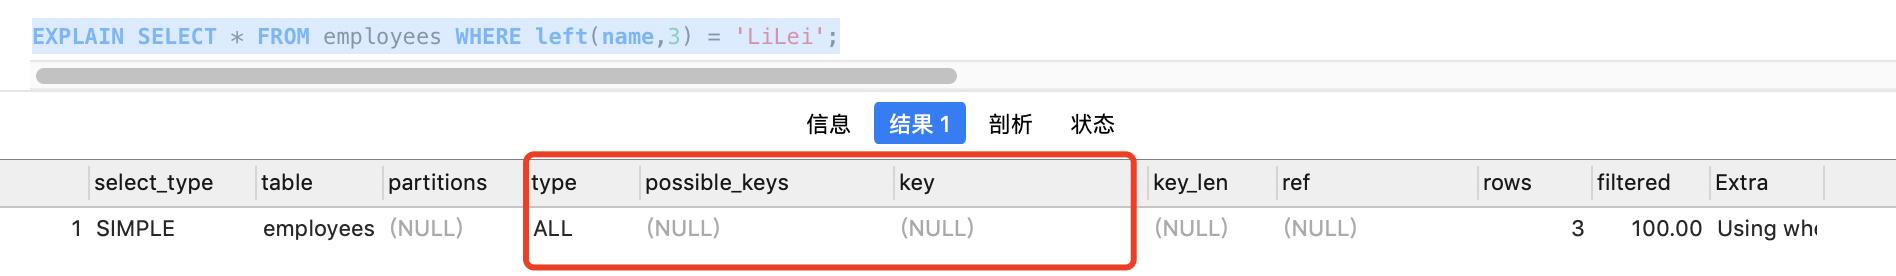 EXPLAIN SELECT * FROM employees WHERE left(name,3) = 'LiLei';
信息 结果 1 剖析 状态
select_type table partitions type possible_keys key key_len ref rows filtered Extra
1 SIMPLE employees (NULL) ALL (NULL) (NULL) (NULL) (NULL) 3 100.00 Using whe